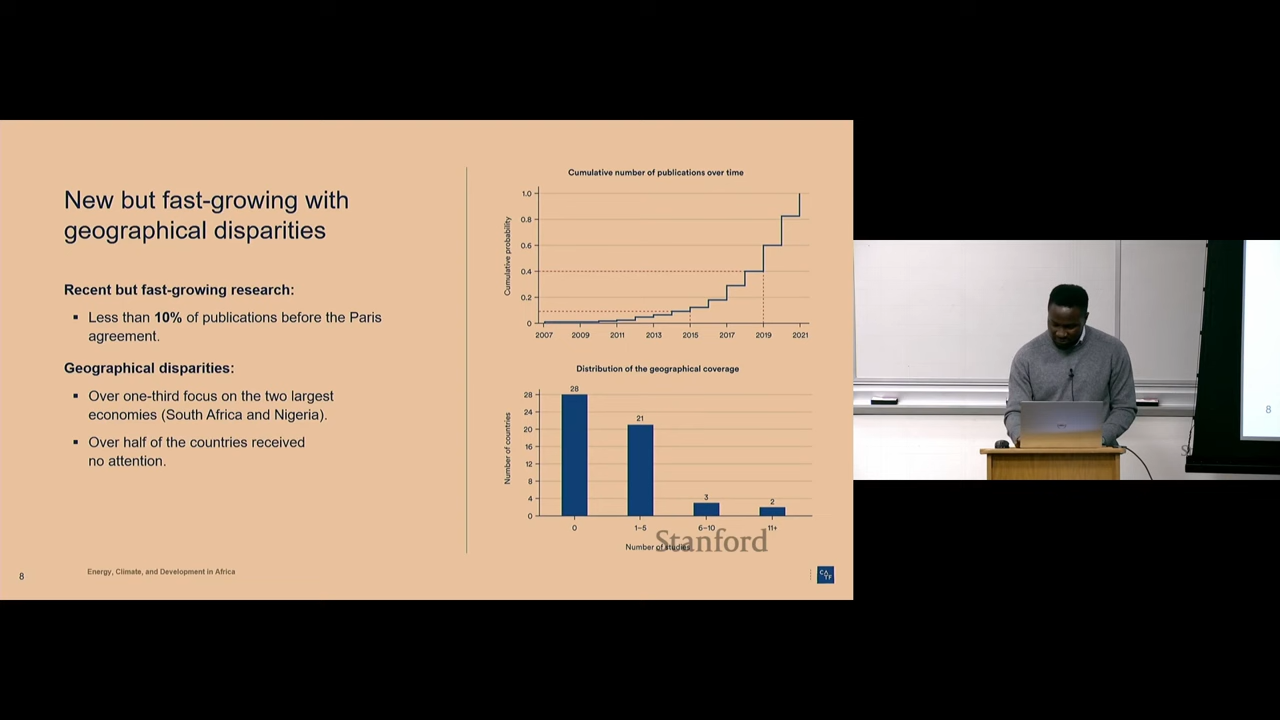 New but fast-growing with
geographical disparities
Recent but fast-growing research:
▪ Less than 10% of publications before the Paris
agreement.
Geographical disparities:
▪ Over one-third focus on the two largest
economies (South Africa and Nigeria).
▪ Over half of the countries received
no attention.
Cumulative number of publications over time
Cumulative probability
1.0
0.8
0.6
0.4
0.2
0
2007 2009 2011 2013 2015 2017 2019 2021
Distribution of the geographical coverage
Number of countries
28
24
20
16
12
8
4
0
28
21
3
2
0 1–5 6–10 11+
Number of studies
Stanford
8
Energy, Climate, and Development in Africa
CATF
8
S